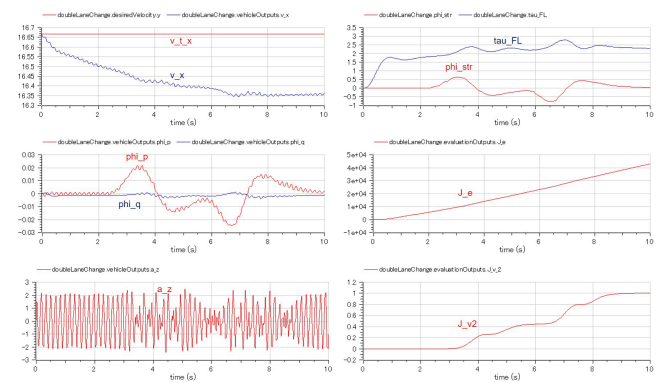 doubleLaneChange.desiredVelocity.y doubleLaneChange.vehicleOutputs.v_x
16.7
16.65
16.6
16.55
16.5
16.45
16.4
16.35
16.3
v_t_x
v_x
0 2 4 6 8 10
time (s)
doubleLaneChange.phi_str doubleLaneChange.tau_FL
3.5
3
2.5
2
1.5
1
0.5
0
-0.5
-1
tau_FL
phi_str
0 2 4 6 8 10
time (s)
doubleLaneChange.vehicleOutputs.phi_p doubleLaneChange.vehicleOutputs.phi_q
0.03
0.02
0.01
0
-0.01
-0.02
-0.03
phi_p
phi_q
0 2 4 6 8 10
time (s)
doubleLaneChange.evaluationOutputs.J_e
5e+04
4e+04
3e+04
2e+04
1e+04
0
-1e+04
J_e
0 2 4 6 8 10
time (s)
doubleLaneChange.vehicleOutputs.a_z
3
2
1
0
-1
-2
-3
a_z
0 2 4 6 8 10
time (s)
doubleLaneChange.evaluationOutputs.J_v_2
1.2
1
0.8
0.6
0.4
0.2
0
-0.2
J_v2
0 2 4 6 8 10
time (s)